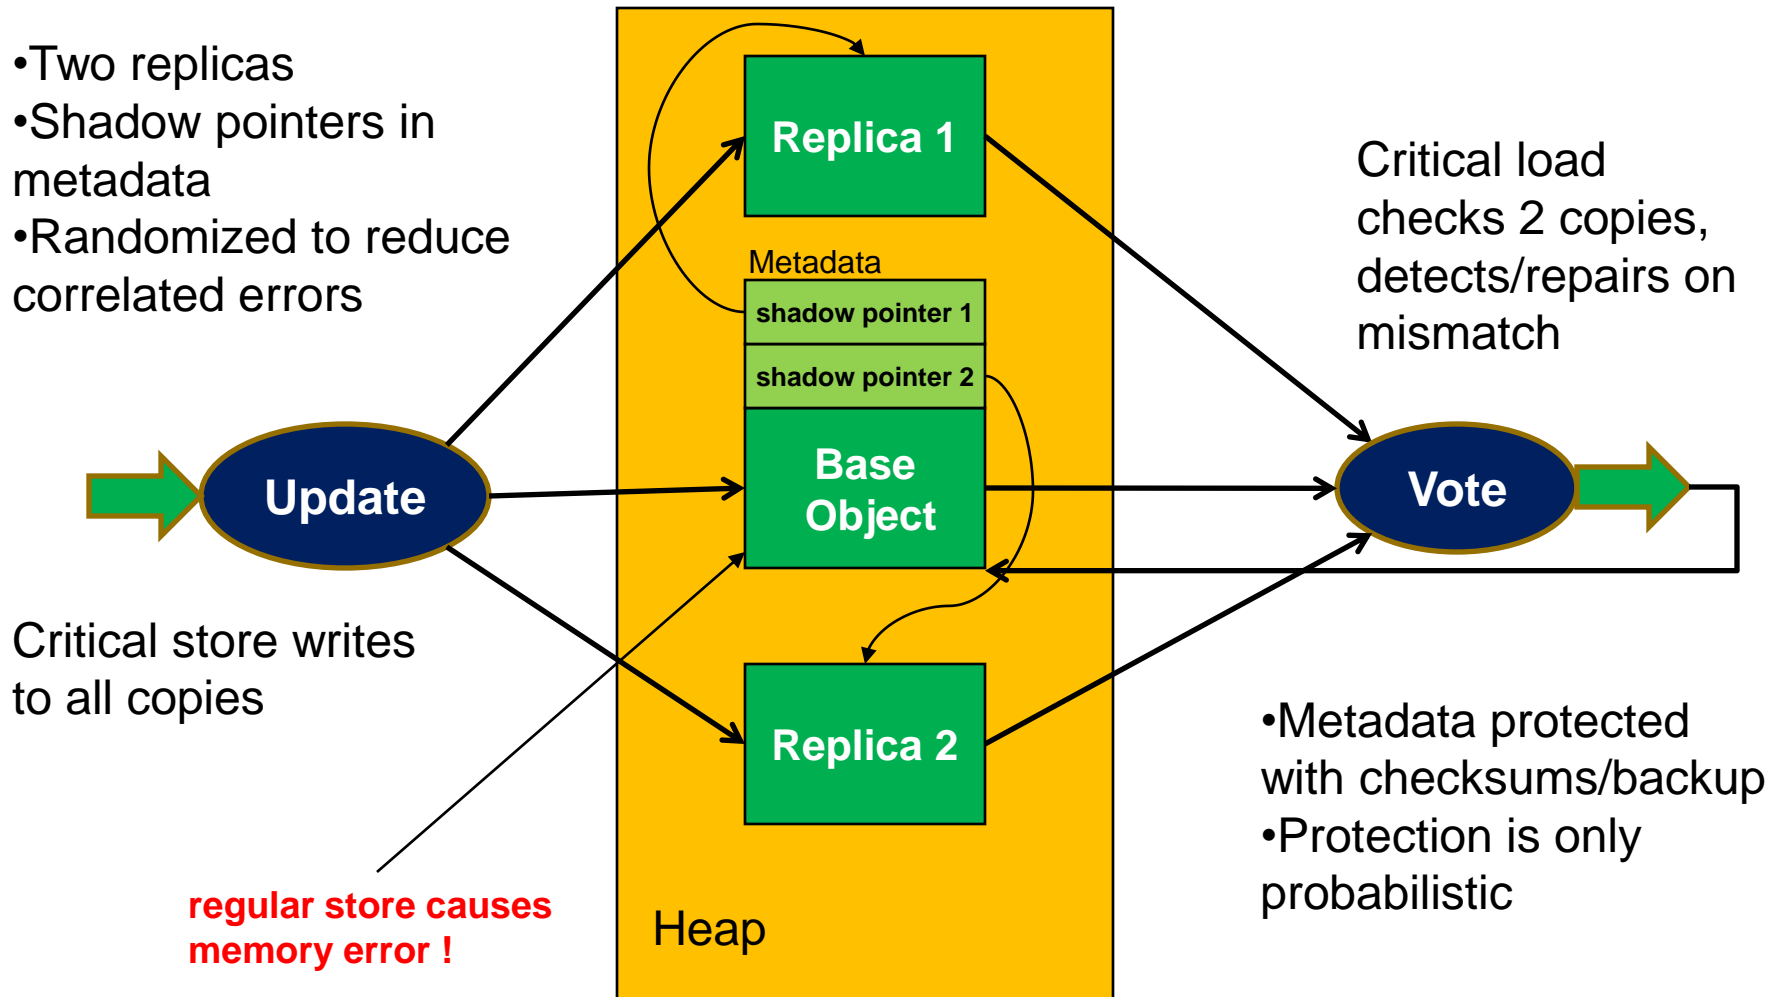 •Two replicas
•Shadow pointers in
metadata
•Randomized to reduce
correlated errors
Replica 1
Metadata
shadow pointer 1
shadow pointer 2
Base
Object
Replica 2
Heap
Update
Critical store writes
to all copies
regular store causes
memory error !
Critical load
checks 2 copies,
detects/repairs on
mismatch
Vote
•Metadata protected
with checksums/backup
•Protection is only
probabilistic